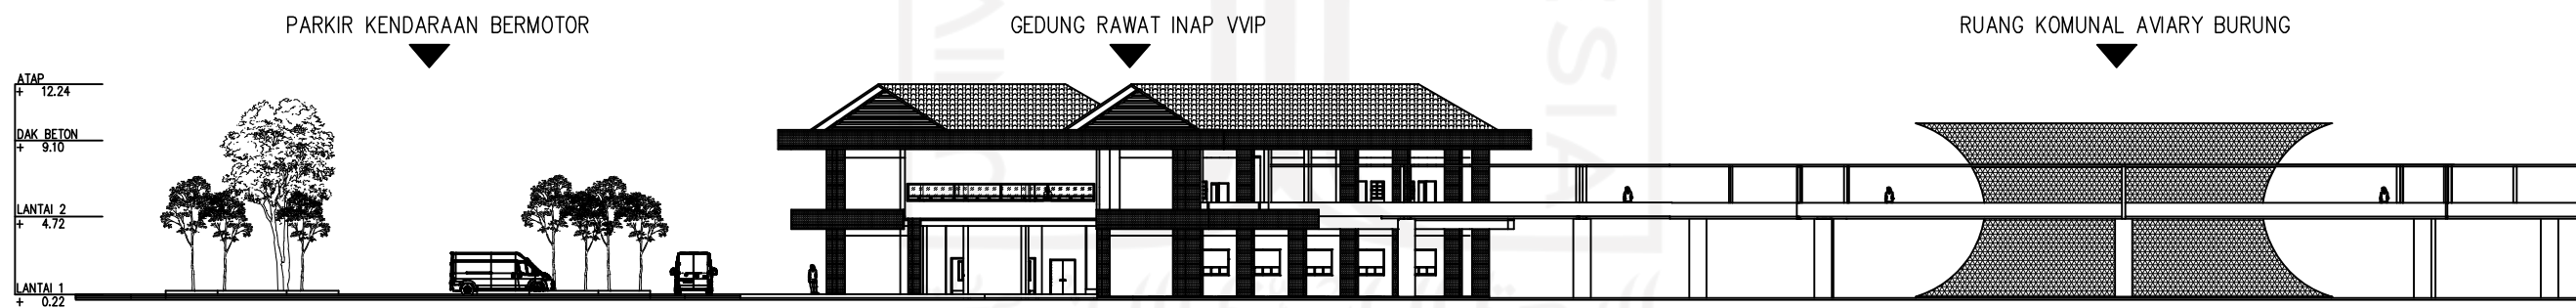 PARKIR KENDARAAN BERMOTOR
GEDUNG RAWAT INAP VVIP
RUANG KOMUNAL AVIARY BURUNG
ATAP
+ 12.24
DAK BETON
+ 9.10
LANTAI 2
+ 4.72
LANTAI 1
+ 0.22